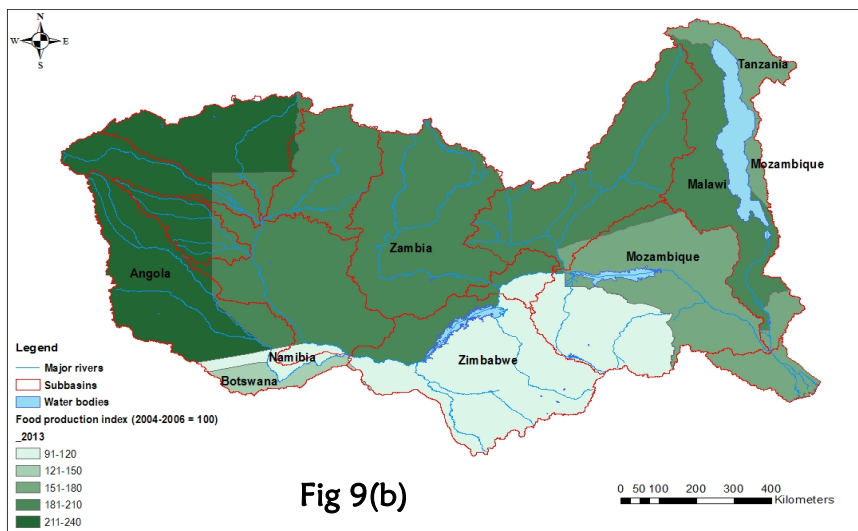 N
W E
S
Tanzania
Mozambique
Malawi
Zambia
Mozambique
Angola
Namibia
Zimbabwe
Botswana
Legend
Major rivers
Subbasins
Water bodies
Food production index (2004-2006 = 100)
_2013
91-120
121-150
151-180
181-210
211-240
Fig 9(b)
0 50 100 200 300 400
Kilometers